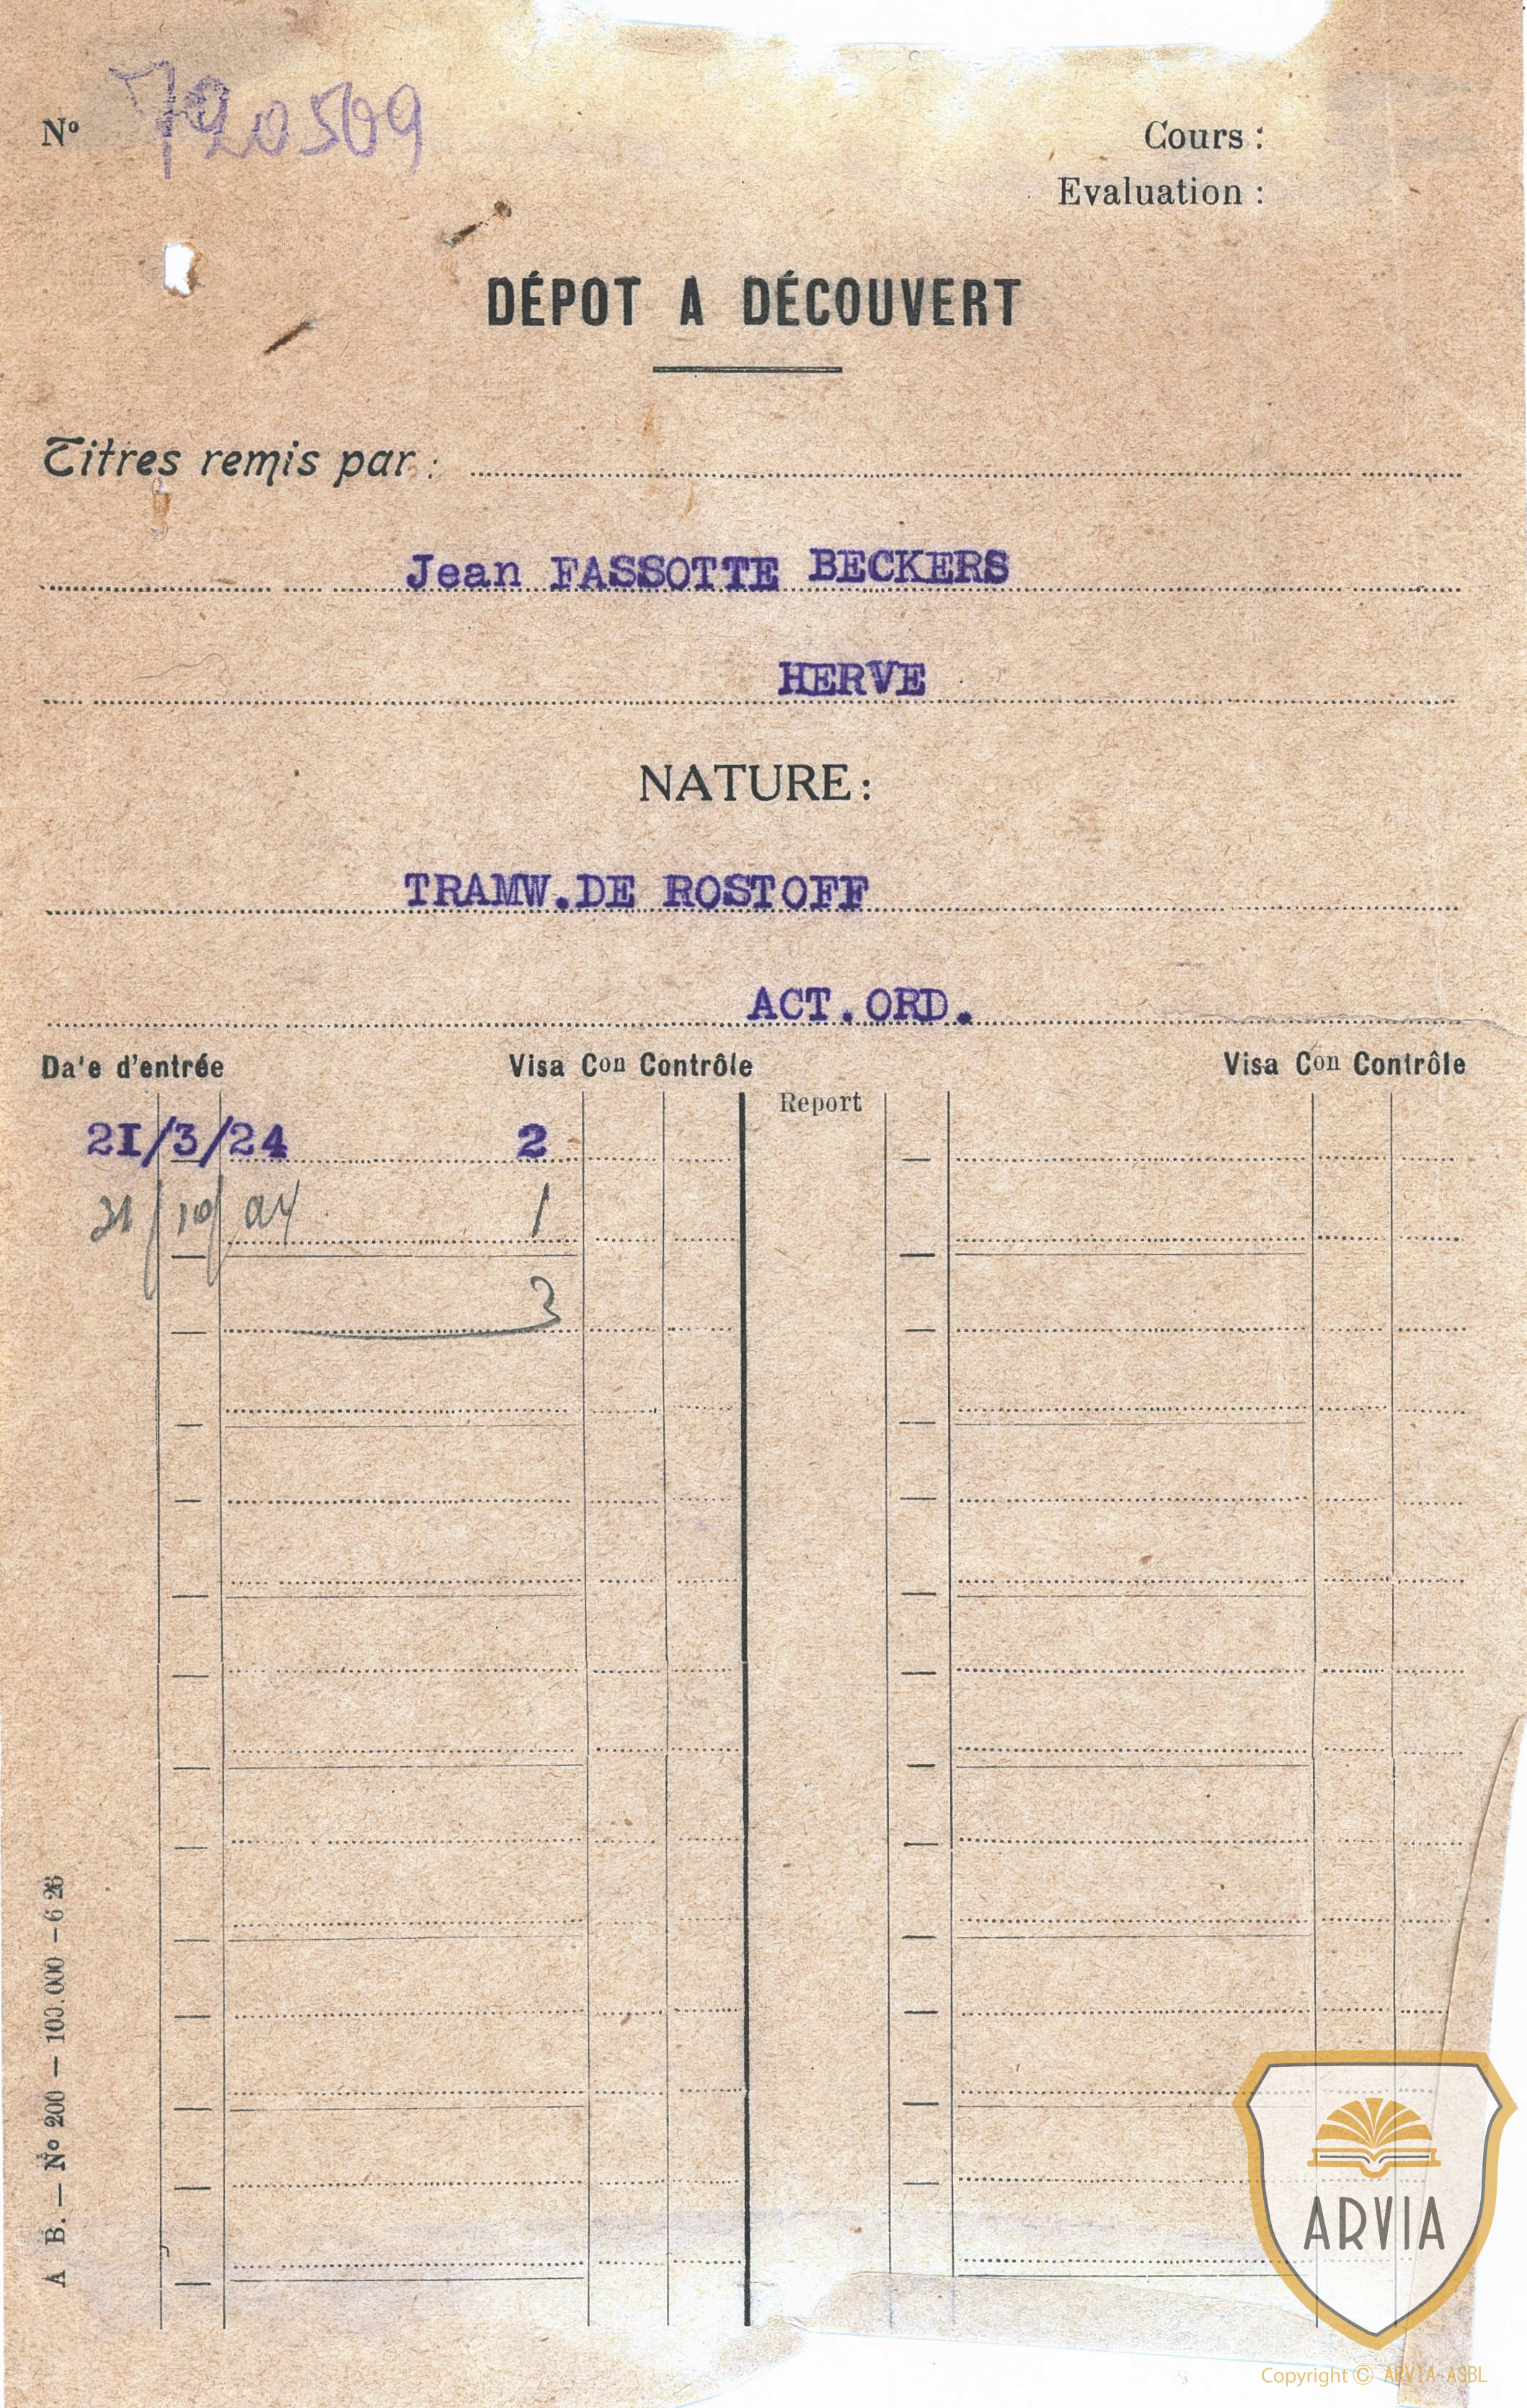 N° 720509
Cours :
Evaluation :
DÉPOT A DÉCOUVERT
Titres remis par :
Jean FASSOTTE BECKERS
HERVE
NATURE :
TRAMW.DE ROSTOFF
ACT.ORD.
Da'e d'entrée Visa Con Contrôle Visa Con Contrôle
Report
2I/3/24 2
21/10/24 1
3
A B. — N° 200 — 100.000 — 6 26
ARVIA
Copyright © ARVIA-ASBL